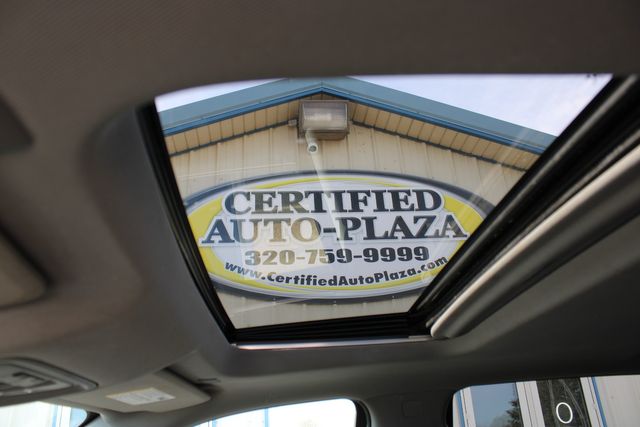 CERTIFIED
AUTO-PLAZA
320-759-9999
www.CertifiedAutoPlaza.com